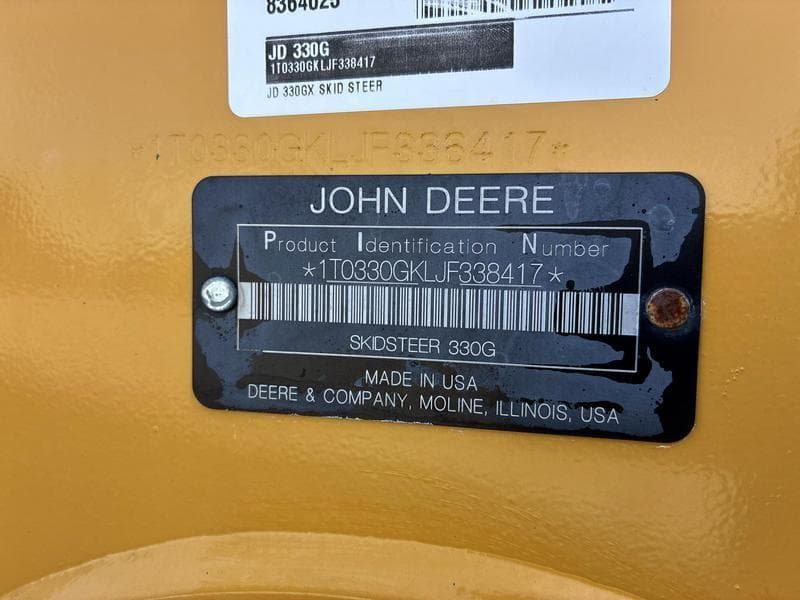 8364025
JD 330G
1T0330GKLJF338417
JD 330GX SKID STEER
*1T0330GKLJF338417*
JOHN DEERE
Product Identification Number
*1T0330GKLJF338417*
SKIDSTEER 330G
MADE IN USA
DEERE & COMPANY, MOLINE, ILLINOIS, USA